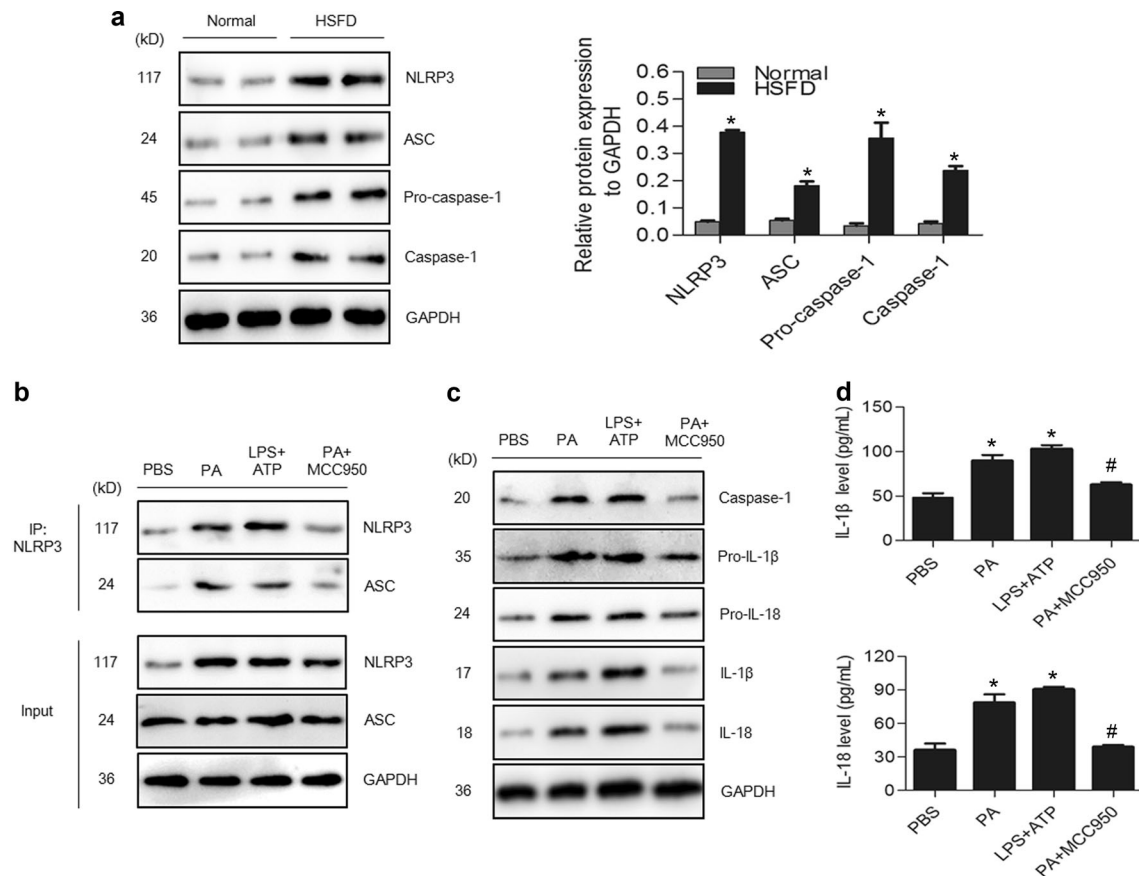 a
Normal HSFD
(kD)
117 NLRP3
24 ASC
45 Pro-caspase-1
20 Caspase-1
36 GAPDH
Relative protein expression
to GAPDH
0.6
0.5
0.4
0.3
0.2
0.1
0.0
Normal
HSFD
* * * *
NLRP3 ASC Pro-caspase-1 Caspase-1
b
PBS PA LPS+
ATP PA+
MCC950
(kD)
IP:
NLRP3
117 NLRP3
24 ASC
Input
117 NLRP3
24 ASC
36 GAPDH
c
PBS PA LPS+
ATP PA+
MCC950
(kD)
20 Caspase-1
35 Pro-IL-1β
24 Pro-IL-18
17 IL-1β
18 IL-18
36 GAPDH
d
IL-1β level (pg/mL)
150
100
50
0
* * #
PBS PA LPS+ATP PA+MCC950
IL-18 level (pg/mL)
120
90
60
30
0
* * #
PBS PA LPS+ATP PA+MCC950